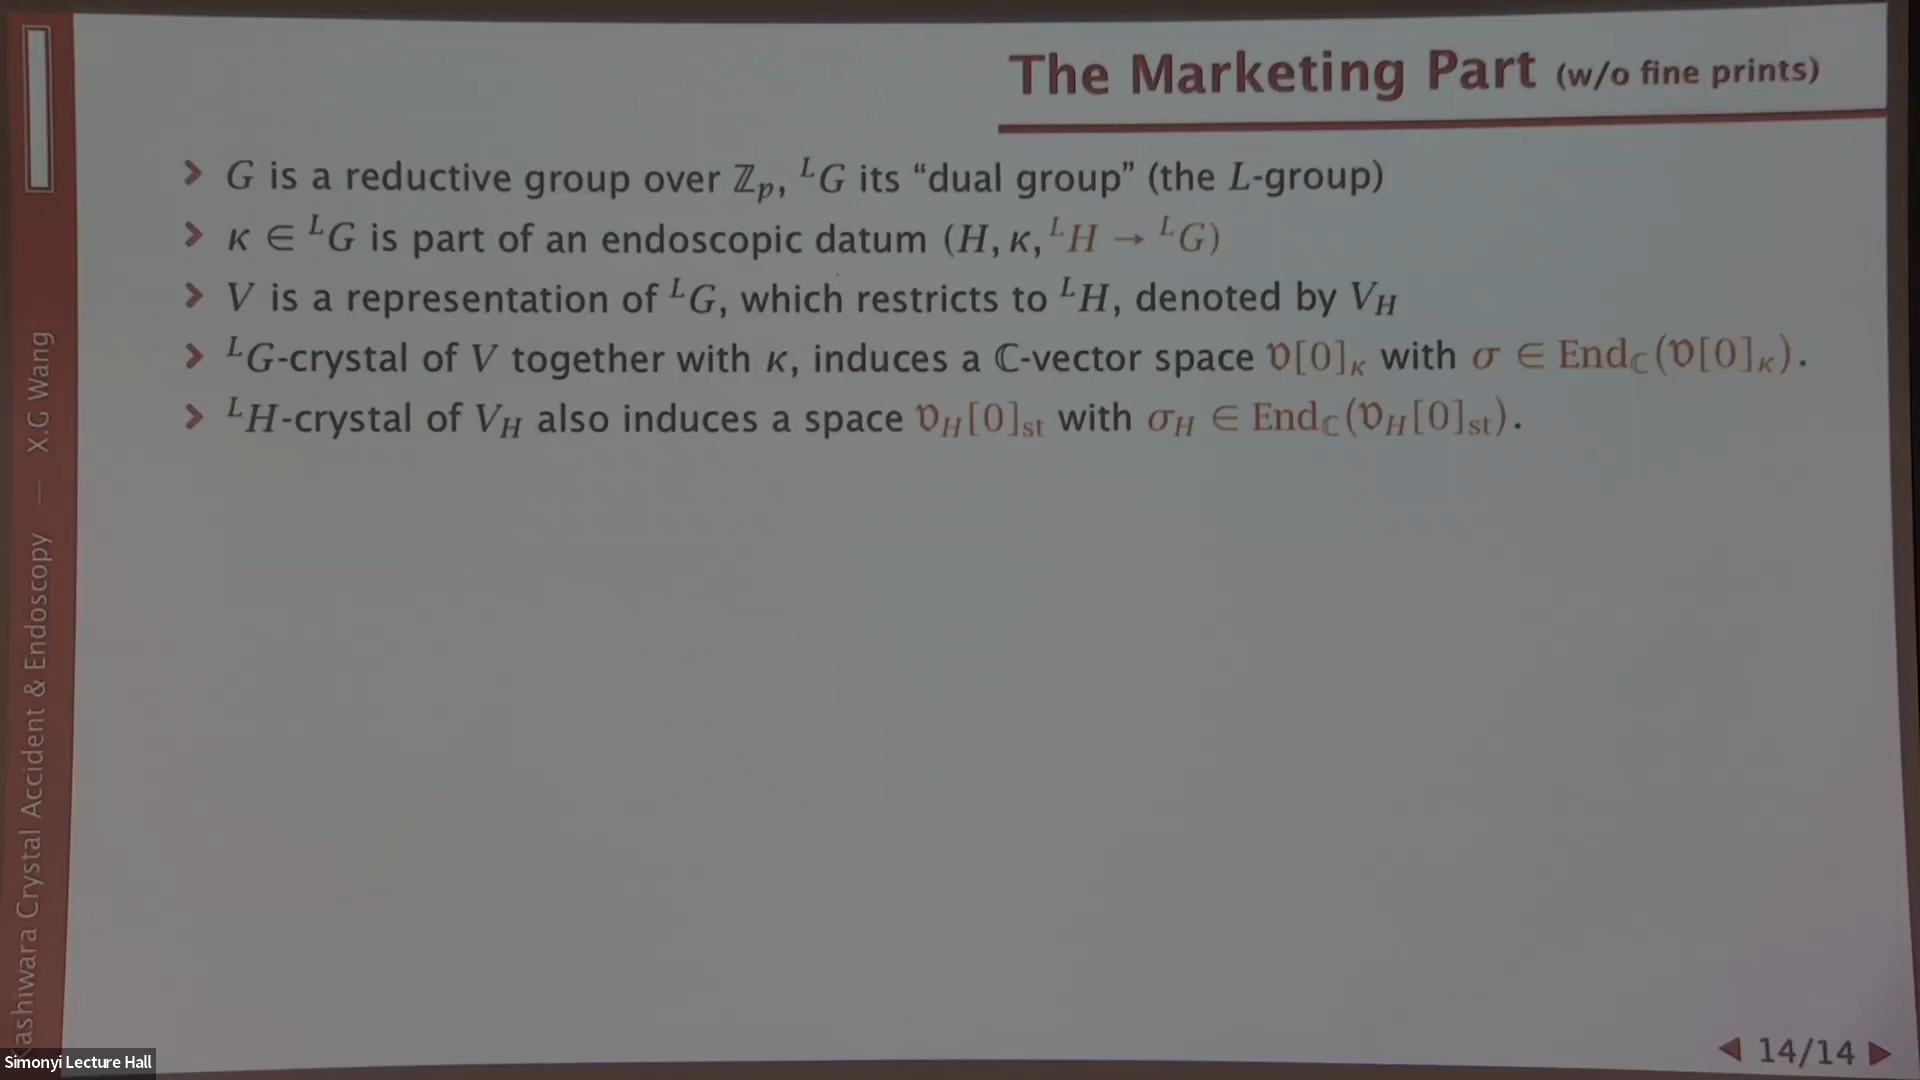 The Marketing Part (w/o fine prints)
G is a reductive group over ℤₚ, ᴸG its “dual group” (the L-group)
κ ∈ ᴸG is part of an endoscopic datum (H, κ, ᴸH → ᴸG)
V is a representation of ᴸG, which restricts to ᴸH, denoted by V_H
ᴸG-crystal of V together with κ, induces a ℂ-vector space 𝔇[0]_κ with σ ∈ End_ℂ(𝔇[0]_κ).
ᴸH-crystal of V_H also induces a space 𝔇_H[0]_st with σ_H ∈ End_ℂ(𝔇_H[0]_st).
ashiwara Crystal Accident & Endoscopy — X.G Wang
Simonyi Lecture Hall
14/14